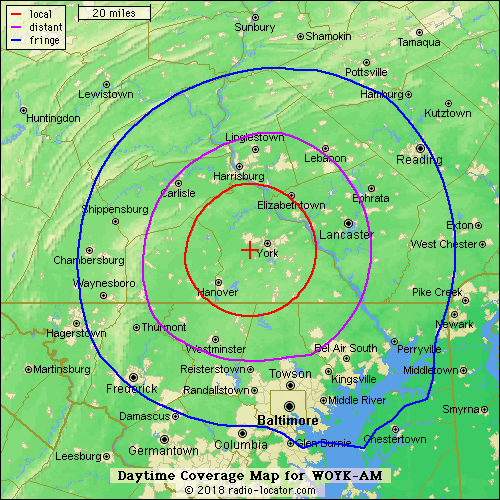 local
distant
fringe
20 miles
Sunbury
Shamokin
Tamaqua
Pottsville
Lewistown
Hamburg
Kutztown
Huntingdon
Linglestown
Lebanon
Reading
Harrisburg
Carlisle
Ephrata
Elizabethtown
Shippensburg
Lancaster
Exton
West Chester
York
Chambersburg
Waynesboro
Hanover
Pike Creek
Newark
Hagerstown
Thurmont
Westminster
Bel Air South
Perryville
Martinsburg
Reisterstown
Towson
Kingsville
Middletown
Frederick
Randallstown
Middle River
Baltimore
Smyrna
Damascus
Chestertown
Germantown
Columbia
Glen Burnie
Leesburg
Daytime Coverage Map for WOYK-AM
© 2018 radio-locator.com